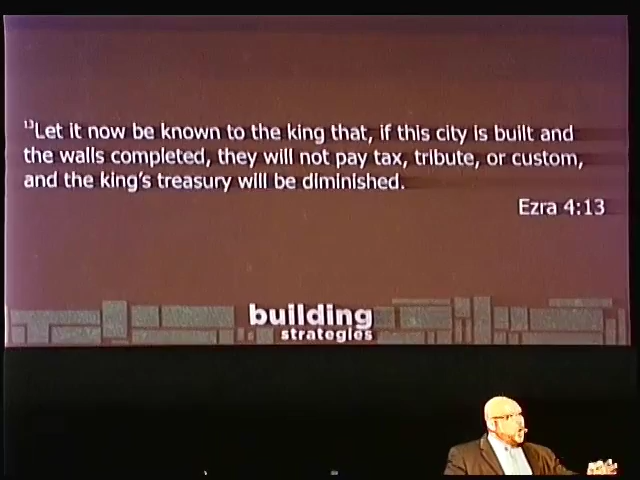 13Let it now be known to the king that, if this city is built and
the walls completed, they will not pay tax, tribute, or custom,
and the king's treasury will be diminished.
Ezra 4:13
building
strategies